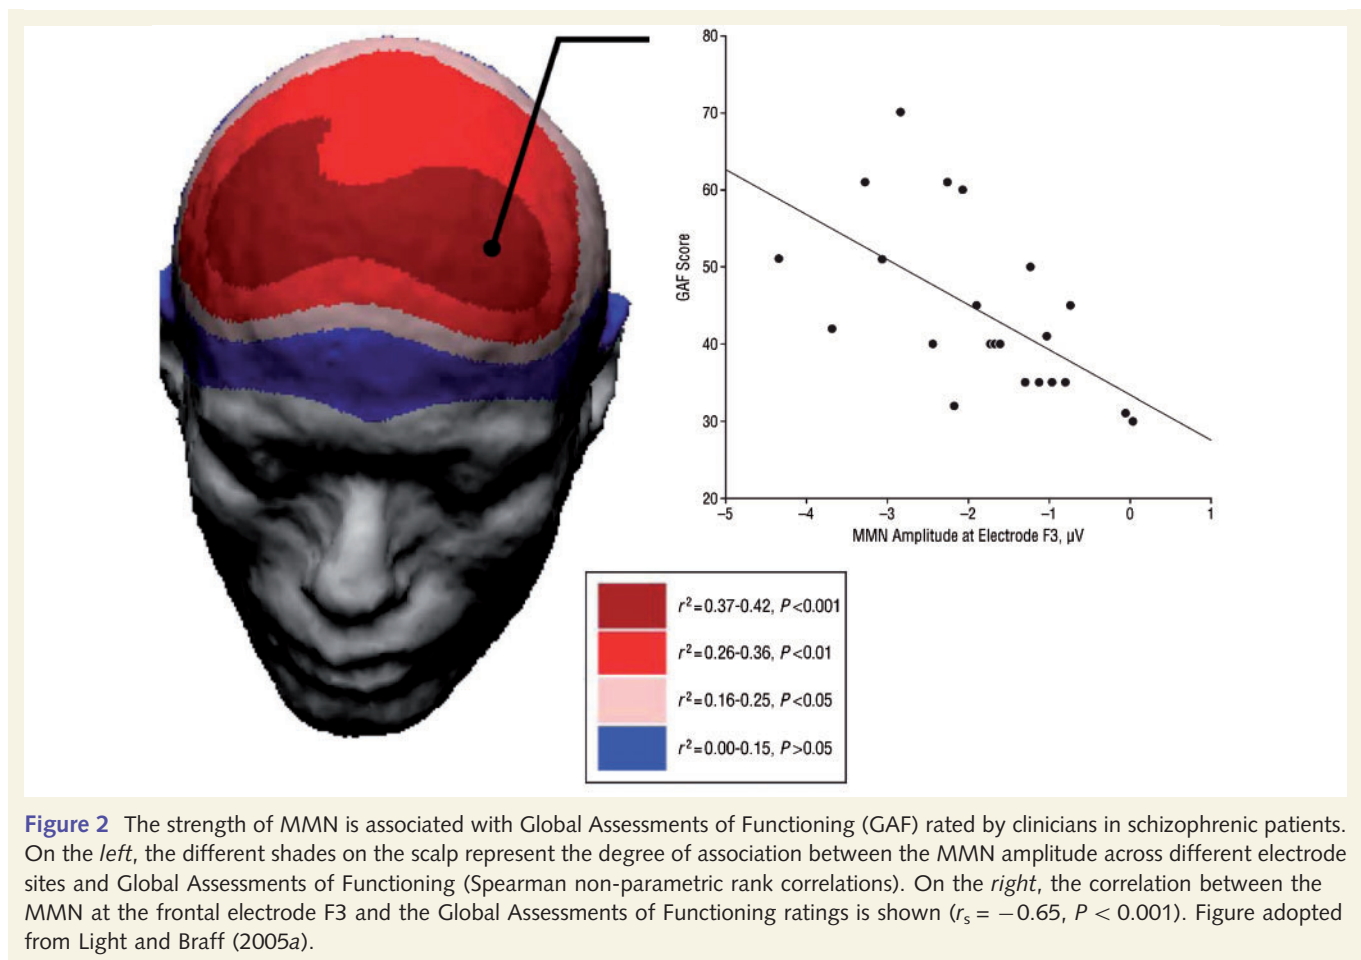 80
70
60
50
40
30
20
GAF Score
−5 −4 −3 −2 −1 0 1
MMN Amplitude at Electrode F3, µV
r²=0.37-0.42, P<0.001
r²=0.26-0.36, P<0.01
r²=0.16-0.25, P<0.05
r²=0.00-0.15, P>0.05
Figure 2 The strength of MMN is associated with Global Assessments of Functioning (GAF) rated by clinicians in schizophrenic patients.
On the left, the different shades on the scalp represent the degree of association between the MMN amplitude across different electrode
sites and Global Assessments of Functioning (Spearman non-parametric rank correlations). On the right, the correlation between the
MMN at the frontal electrode F3 and the Global Assessments of Functioning ratings is shown (rs = −0.65, P < 0.001). Figure adopted
from Light and Braff (2005a).